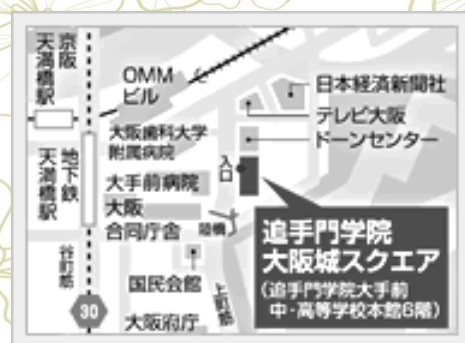 京阪
天満橋駅
OMM
ビル
日本経済新聞社
テレビ大阪
ドーンセンター
大阪歯科大学
附属病院
入口
地下鉄
天満橋駅
大手前病院
大阪
合同庁舎
陸橋
谷町筋
30
国民会館
上町筋
大阪府庁
追手門学院
大阪城スクエア
(追手門学院大手前
中・高等学校本館6階)